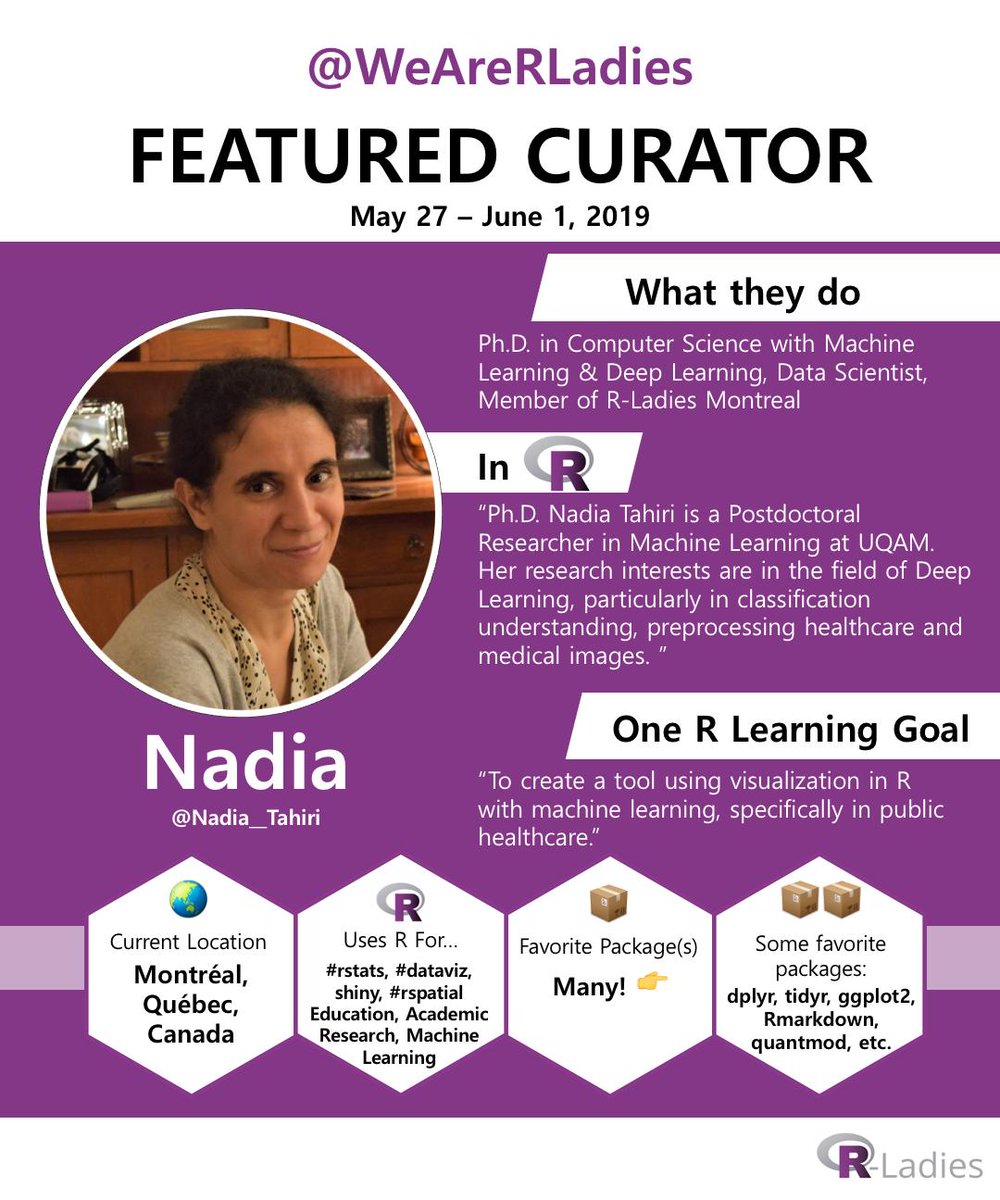 @WeAreRLadies
FEATURED CURATOR
May 27 – June 1, 2019
What they do
Ph.D. in Computer Science with Machine
Learning & Deep Learning, Data Scientist,
Member of R-Ladies Montreal
In R
“Ph.D. Nadia Tahiri is a Postdoctoral
Researcher in Machine Learning at UQAM.
Her research interests are in the field of Deep
Learning, particularly in classification
understanding, preprocessing healthcare and
medical images. ”
One R Learning Goal
“To create a tool using visualization in R
with machine learning, specifically in public
healthcare.”
Nadia
@Nadia__Tahiri
Current Location
Montréal,
Québec,
Canada
R
Uses R For...
#rstats, #dataviz,
shiny, #rspatial
Education, Academic
Research, Machine
Learning
Favorite Package(s)
Many!
Some favorite
packages:
dplyr, tidyr, ggplot2,
Rmarkdown,
quantmod, etc.
R-Ladies